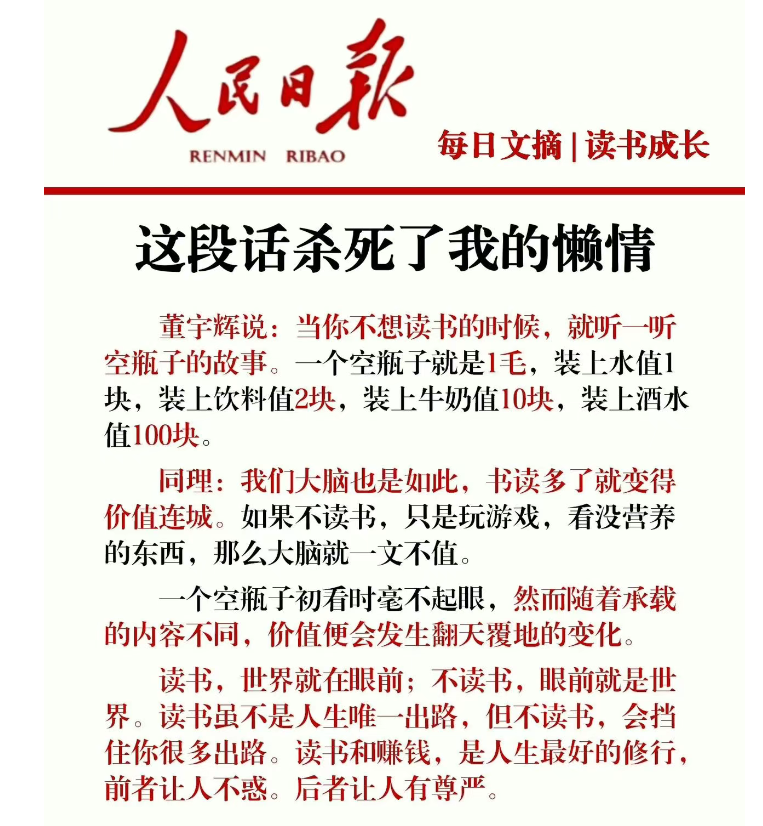 人民日报
RENMIN RIBAO
每日文摘|读书成长
这段话杀死了我的懒情
董宇辉说：当你不想读书的时候，就听一听
空瓶子的故事。一个空瓶子就是1毛，装上水值1
块，装上饮料值2块，装上牛奶值10块，装上酒水
值100块。
同理：我们大脑也是如此，书读多了就变得
价值连城。如果不读书，只是玩游戏，看没营养
的东西，那么大脑就一文不值。
一个空瓶子初看时毫不起眼，然而随着承载
的内容不同，价值便会发生翻天覆地的变化。
读书，世界就在眼前；不读书，眼前就是世
界。读书虽不是人生唯一出路，但不读书，会挡
住你很多出路。读书和赚钱，是人生最好的修行，
前者让人不惑。后者让人有尊严。